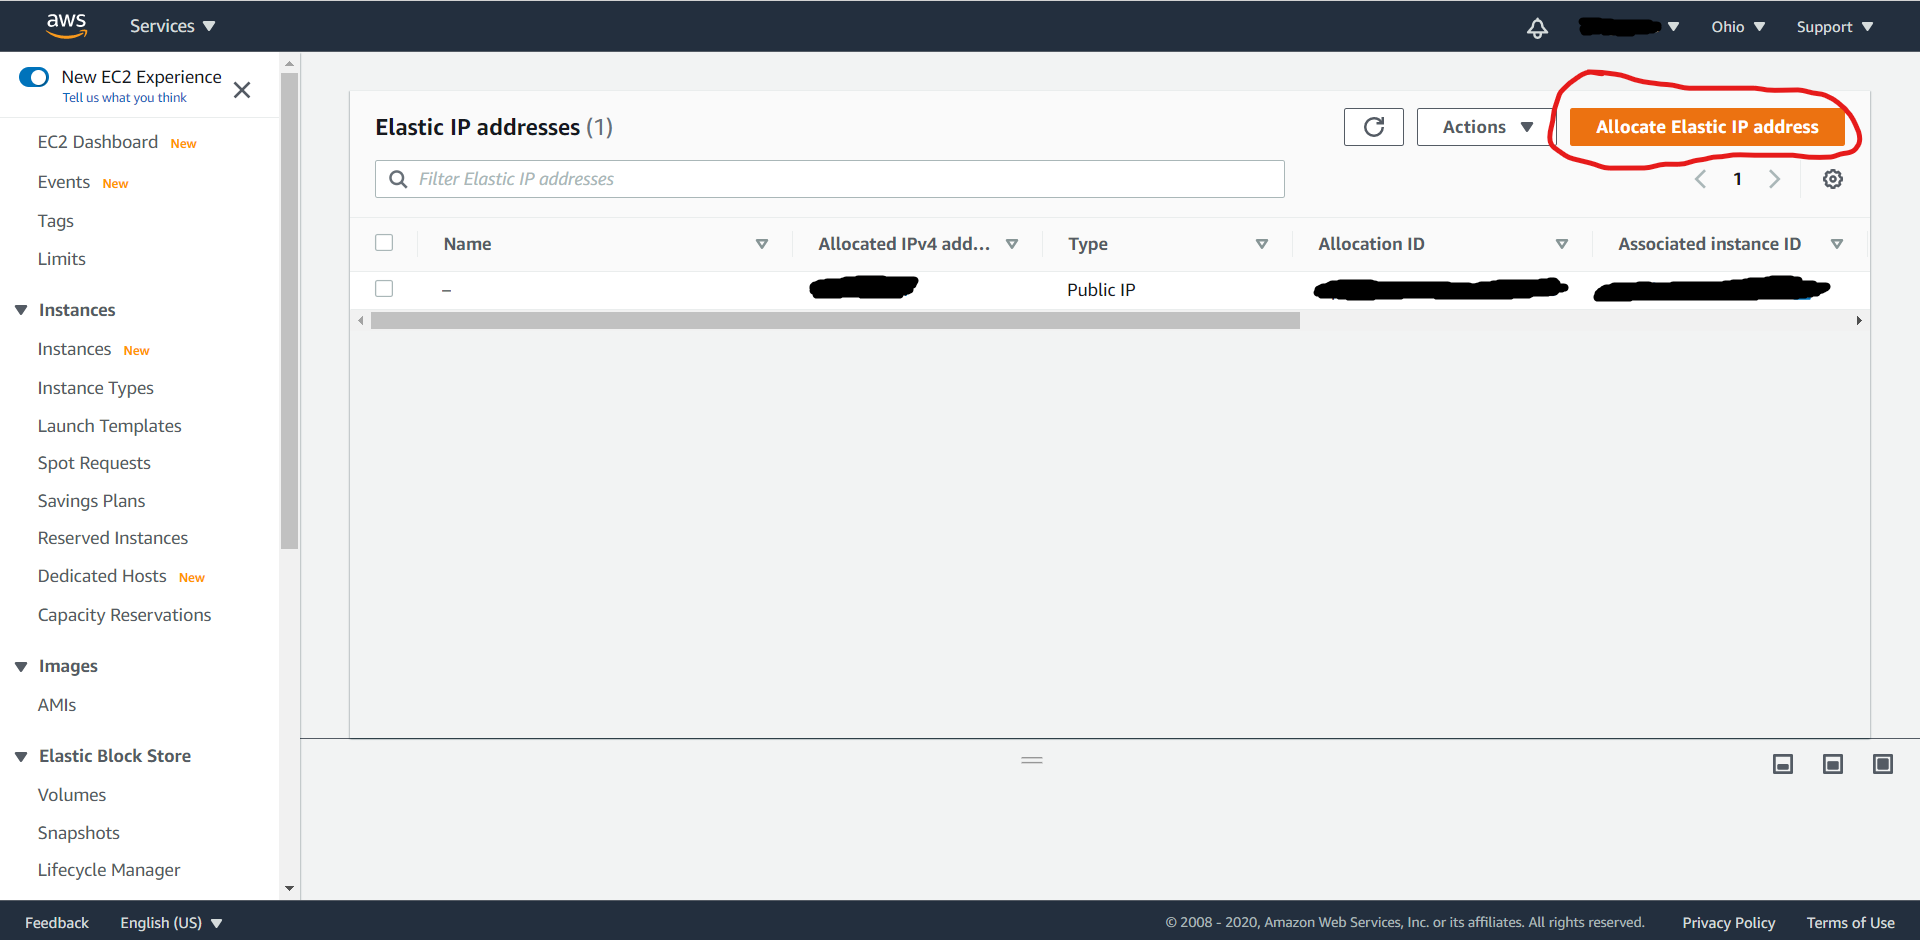 aws Services Ohio Support
New EC2 Experience
Tell us what you think
EC2 Dashboard New
Events New
Tags
Limits
Instances
Instances New
Instance Types
Launch Templates
Spot Requests
Savings Plans
Reserved Instances
Dedicated Hosts New
Capacity Reservations
Images
AMIs
Elastic Block Store
Volumes
Snapshots
Lifecycle Manager
Elastic IP addresses (1) Actions Allocate Elastic IP address
Filter Elastic IP addresses 1
Name Allocated IPv4 add... Type Allocation ID Associated instance ID
– Public IP
Feedback English (US) © 2008 - 2020, Amazon Web Services, Inc. or its affiliates. All rights reserved. Privacy Policy Terms of Use